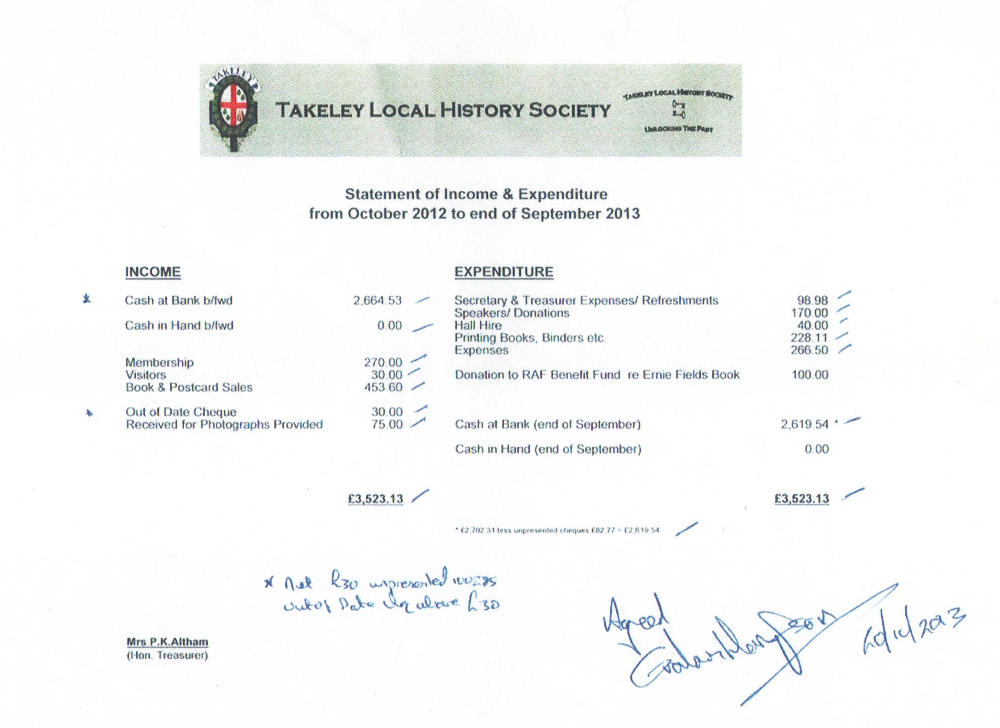 TAKELEY
TAKELEY LOCAL HISTORY SOCIETY
TAKELEY LOCAL HISTORY SOCIETY
UNLOCKING THE PAST
Statement of Income & Expenditure
from October 2012 to end of September 2013
INCOME EXPENDITURE
* Cash at Bank b/fwd 2,664.53 Secretary & Treasurer Expenses/ Refreshments 98.98
Speakers/ Donations 170.00
Cash in Hand b/fwd 0.00 Hall Hire 40.00
Printing Books, Binders etc. 228.11
Expenses 266.50
Membership 270.00
Visitors 30.00 Donation to RAF Benefit Fund re Ernie Fields Book 100.00
Book & Postcard Sales 453.60
* Out of Date Cheque 30.00
Received for Photographs Provided 75.00 Cash at Bank (end of September) 2,619.54 *
Cash in Hand (end of September) 0.00
£3,523.13 £3,523.13
* £2,702.31 less unpresented cheques £82.77 = £2,619.54
* Net £30 unpresented 100285
out of Date chq above £30
Agreed
Mrs P.K.Altham
(Hon. Treasurer)